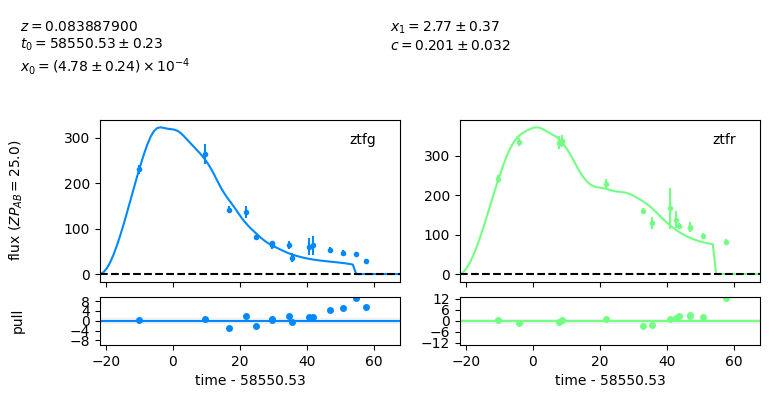 z = 0.083887900
t₀ = 58550.53 ± 0.23
x₀ = (4.78 ± 0.24) × 10⁻⁴
x₁ = 2.77 ± 0.37
c = 0.201 ± 0.032
flux (ZP_AB = 25.0)
300
200
100
0
ztfg
300
200
100
0
ztfr
pull
8
4
0
−4
−8
−20 0 20 40 60
time - 58550.53
12
6
0
−6
−12
−20 0 20 40 60
time - 58550.53